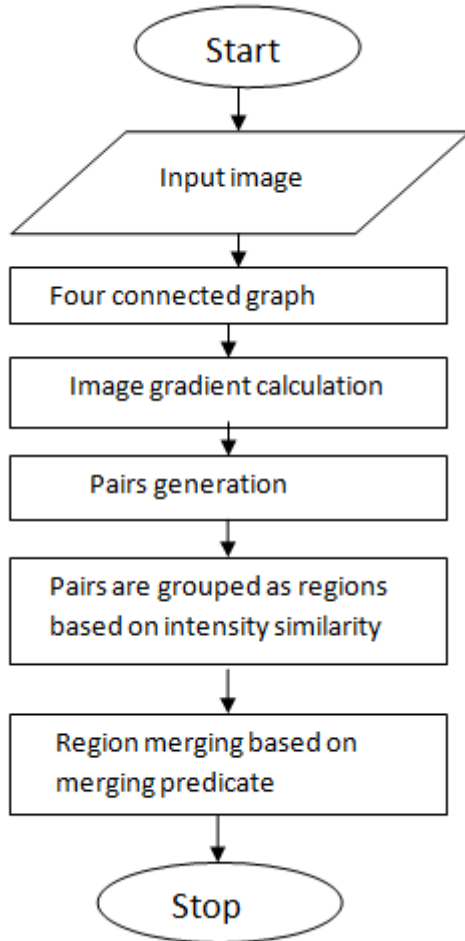 Start
Input image
Four connected graph
Image gradient calculation
Pairs generation
Pairs are grouped as regions
based on intensity similarity
Region merging based on
merging predicate
Stop